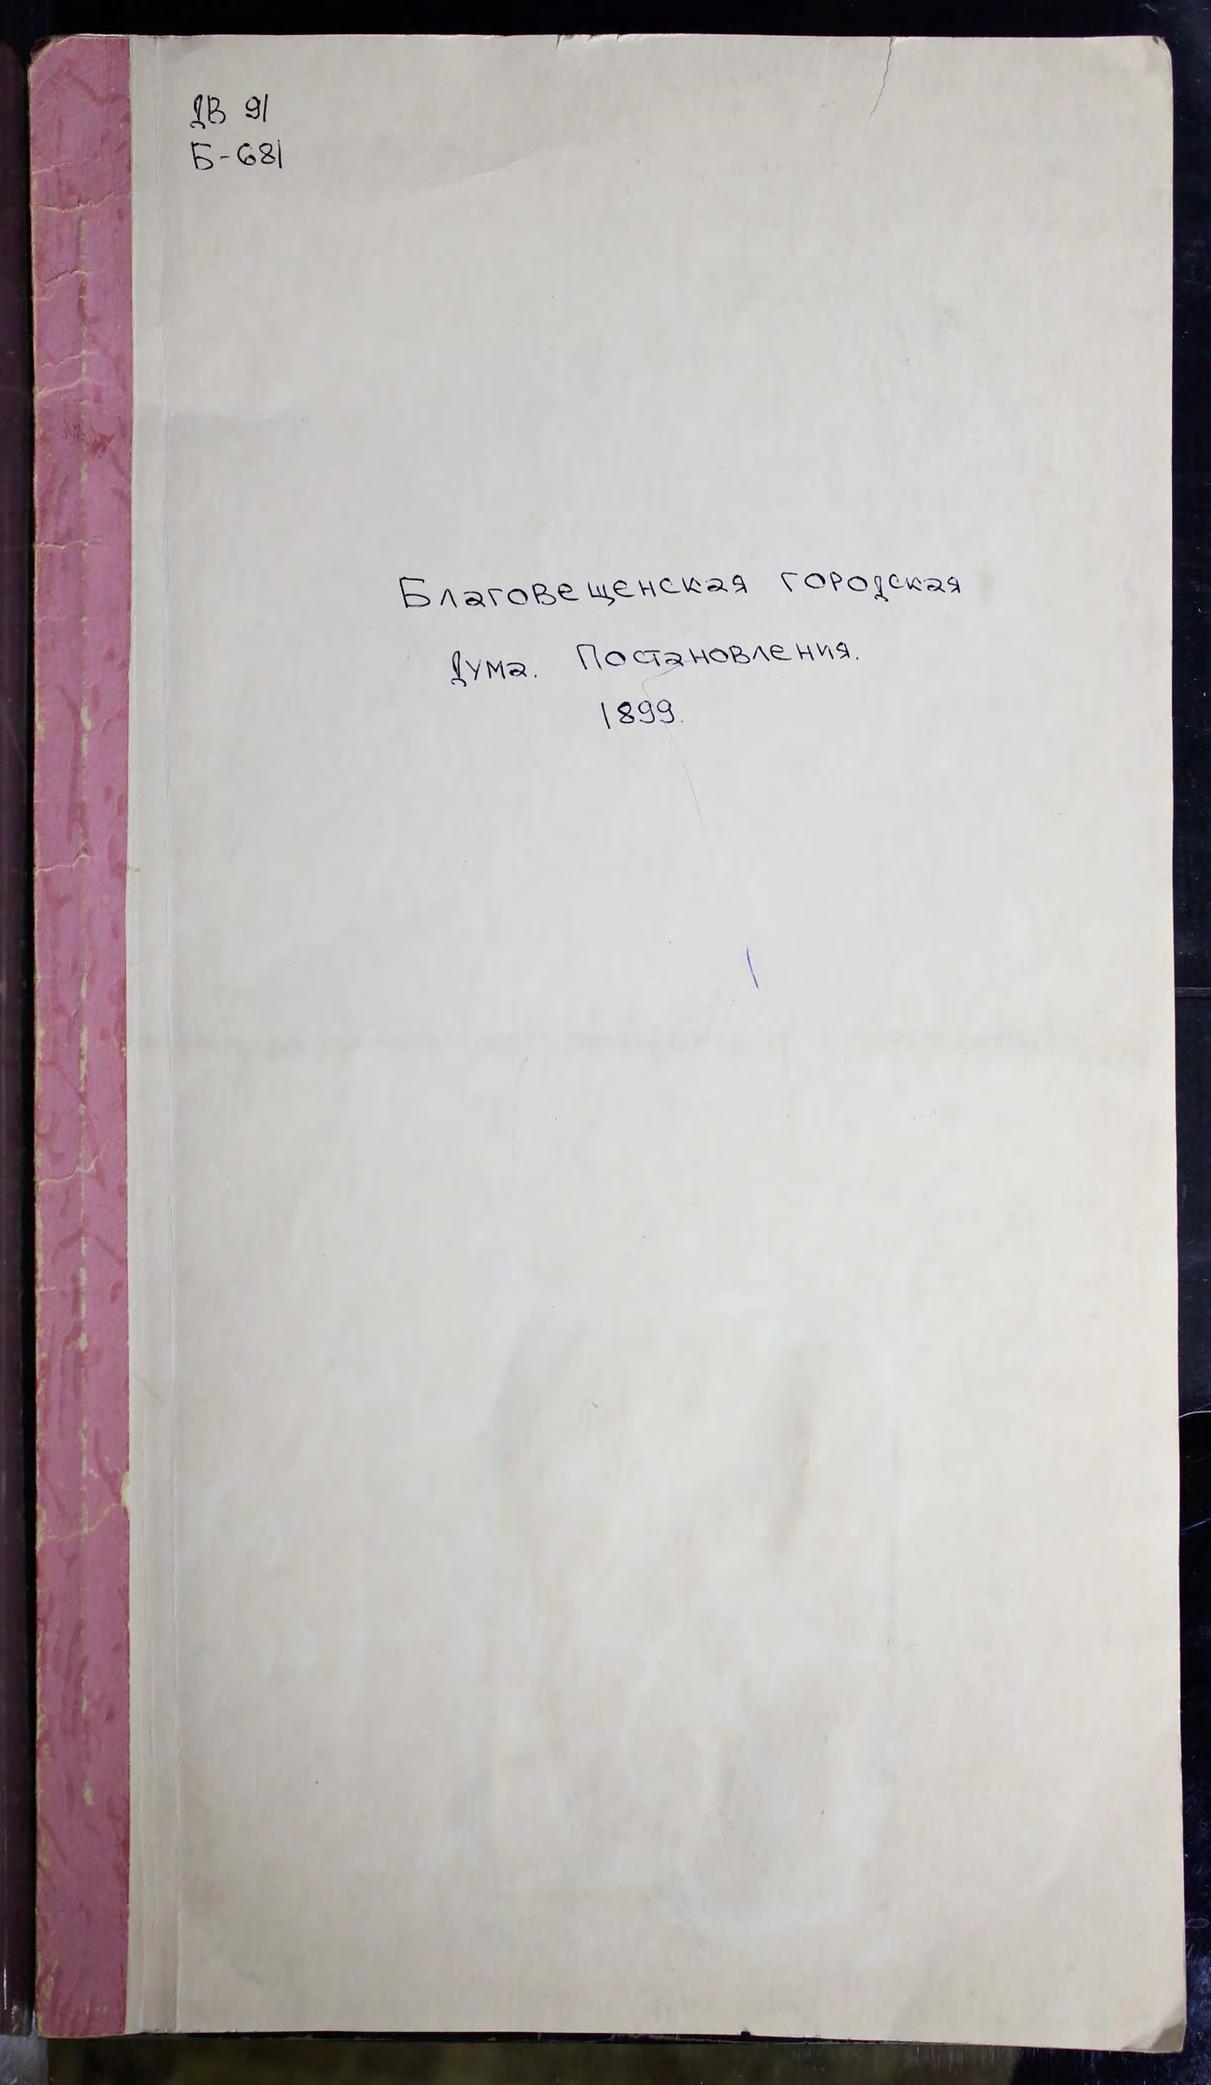 ДВ 91
Б-681
Благовещенская городская
Дума. Постановления.
1899.